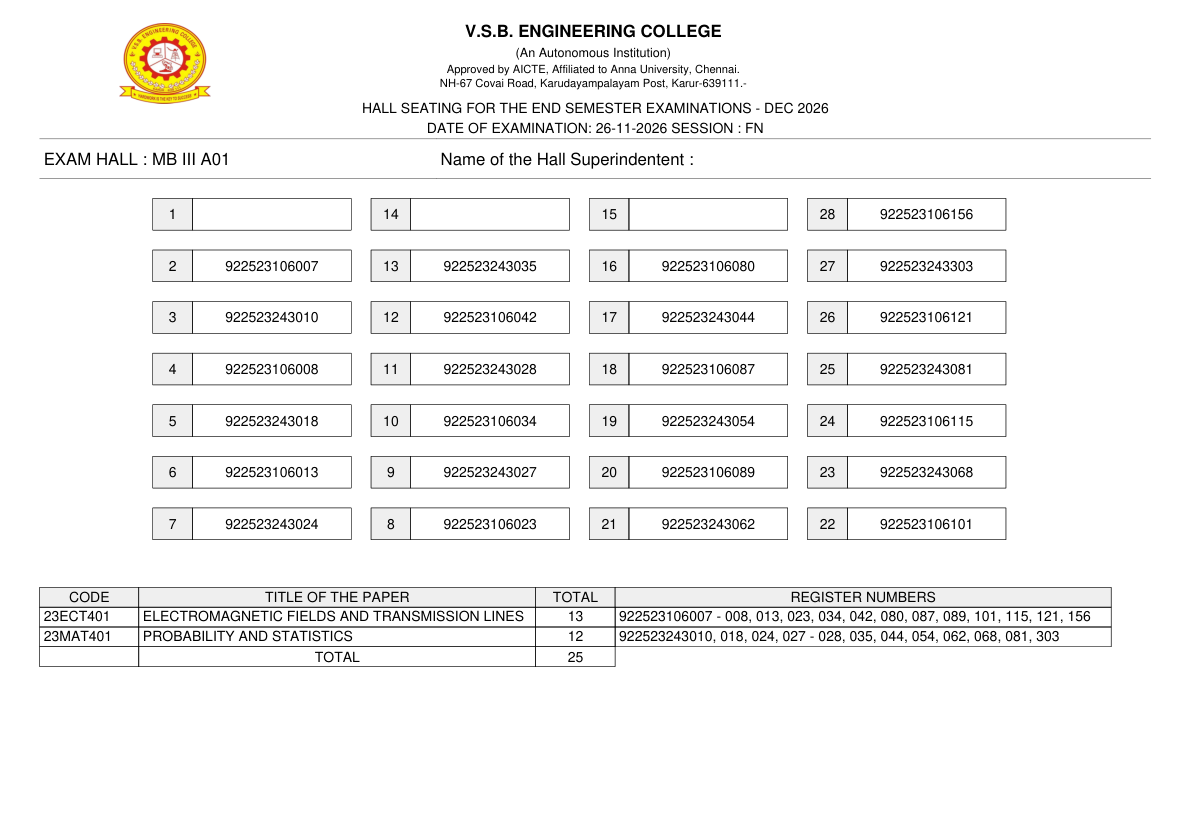 V.S.B. ENGINEERING COLLEGE
(An Autonomous Institution)
Approved by AICTE, Affiliated to Anna University, Chennai.
NH-67 Covai Road, Karudayampalayam Post, Karur-639111.-
HALL SEATING FOR THE END SEMESTER EXAMINATIONS - DEC 2026
DATE OF EXAMINATION: 26-11-2026 SESSION : FN
EXAM HALL : MB III A01 Name of the Hall Superintendent :
1 14 15 28 922523106156
2 922523106007 13 922523243035 16 922523106080 27 922523243303
3 922523243010 12 922523106042 17 922523243044 26 922523106121
4 922523106008 11 922523243028 18 922523106087 25 922523243081
5 922523243018 10 922523106034 19 922523243054 24 922523106115
6 922523106013 9 922523243027 20 922523106089 23 922523243068
7 922523243024 8 922523106023 21 922523243062 22 922523106101
CODE TITLE OF THE PAPER TOTAL REGISTER NUMBERS
23ECT401 ELECTROMAGNETIC FIELDS AND TRANSMISSION LINES 13 922523106007 - 008, 013, 023, 034, 042, 080, 087, 089, 101, 115, 121, 156
23MAT401 PROBABILITY AND STATISTICS 12 922523243010, 018, 024, 027 - 028, 035, 044, 054, 062, 068, 081, 303
TOTAL 25